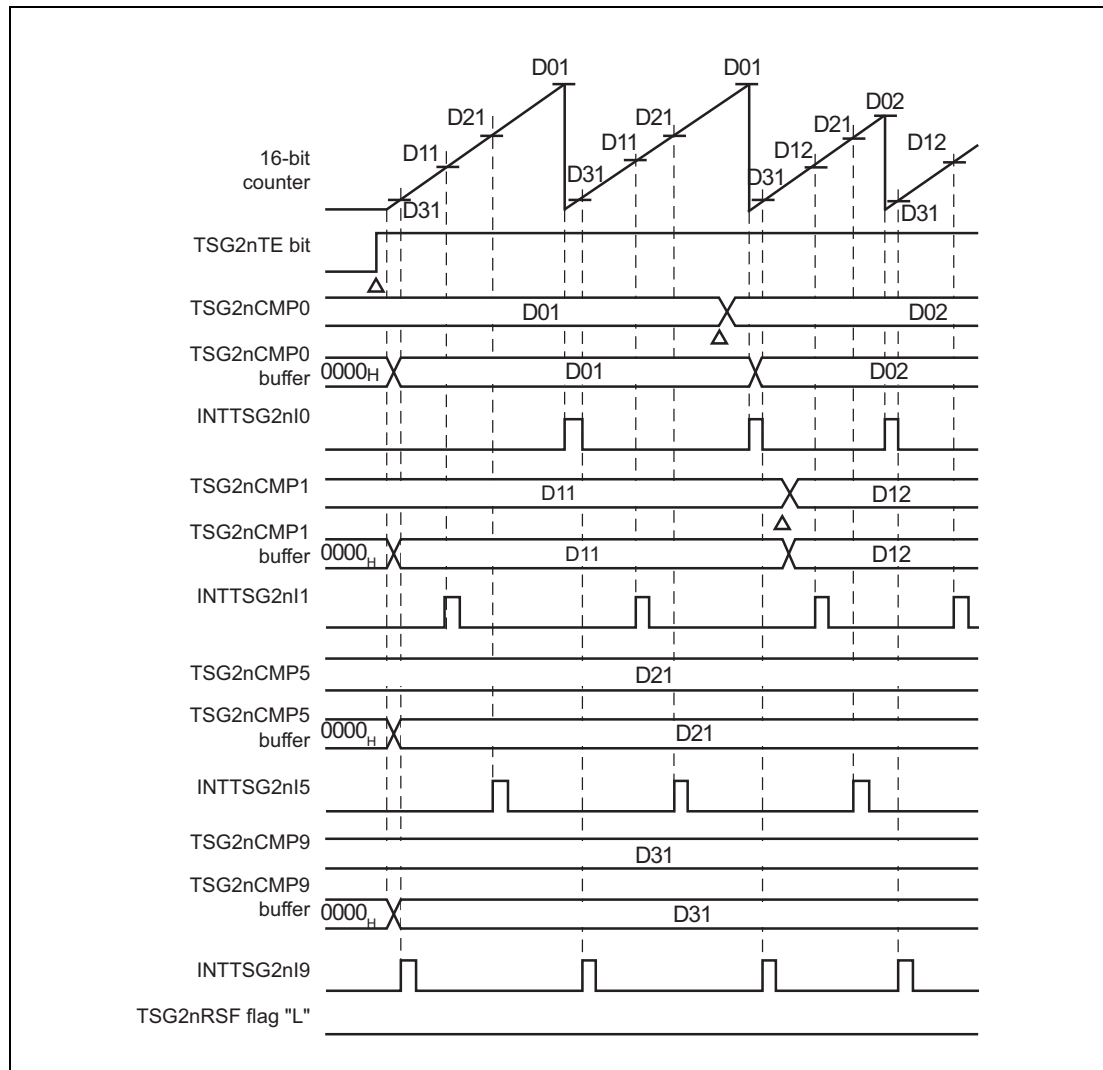 D01 D01
D21 D21 D21 D02
D11 D11 D12 D12
16-bit
counter
D31 D31 D31 D31
TSG2nTE bit
TSG2nCMP0
D01 D02
TSG2nCMP0
buffer
0000H D01 D02
INTTSG2nI0
TSG2nCMP1
D11 D12
TSG2nCMP1
buffer
0000H D11 D12
INTTSG2nI1
TSG2nCMP5
D21
TSG2nCMP5
buffer
0000H D21
INTTSG2nI5
TSG2nCMP9
D31
TSG2nCMP9
buffer
0000H D31
INTTSG2nI9
TSG2nRSF flag "L"